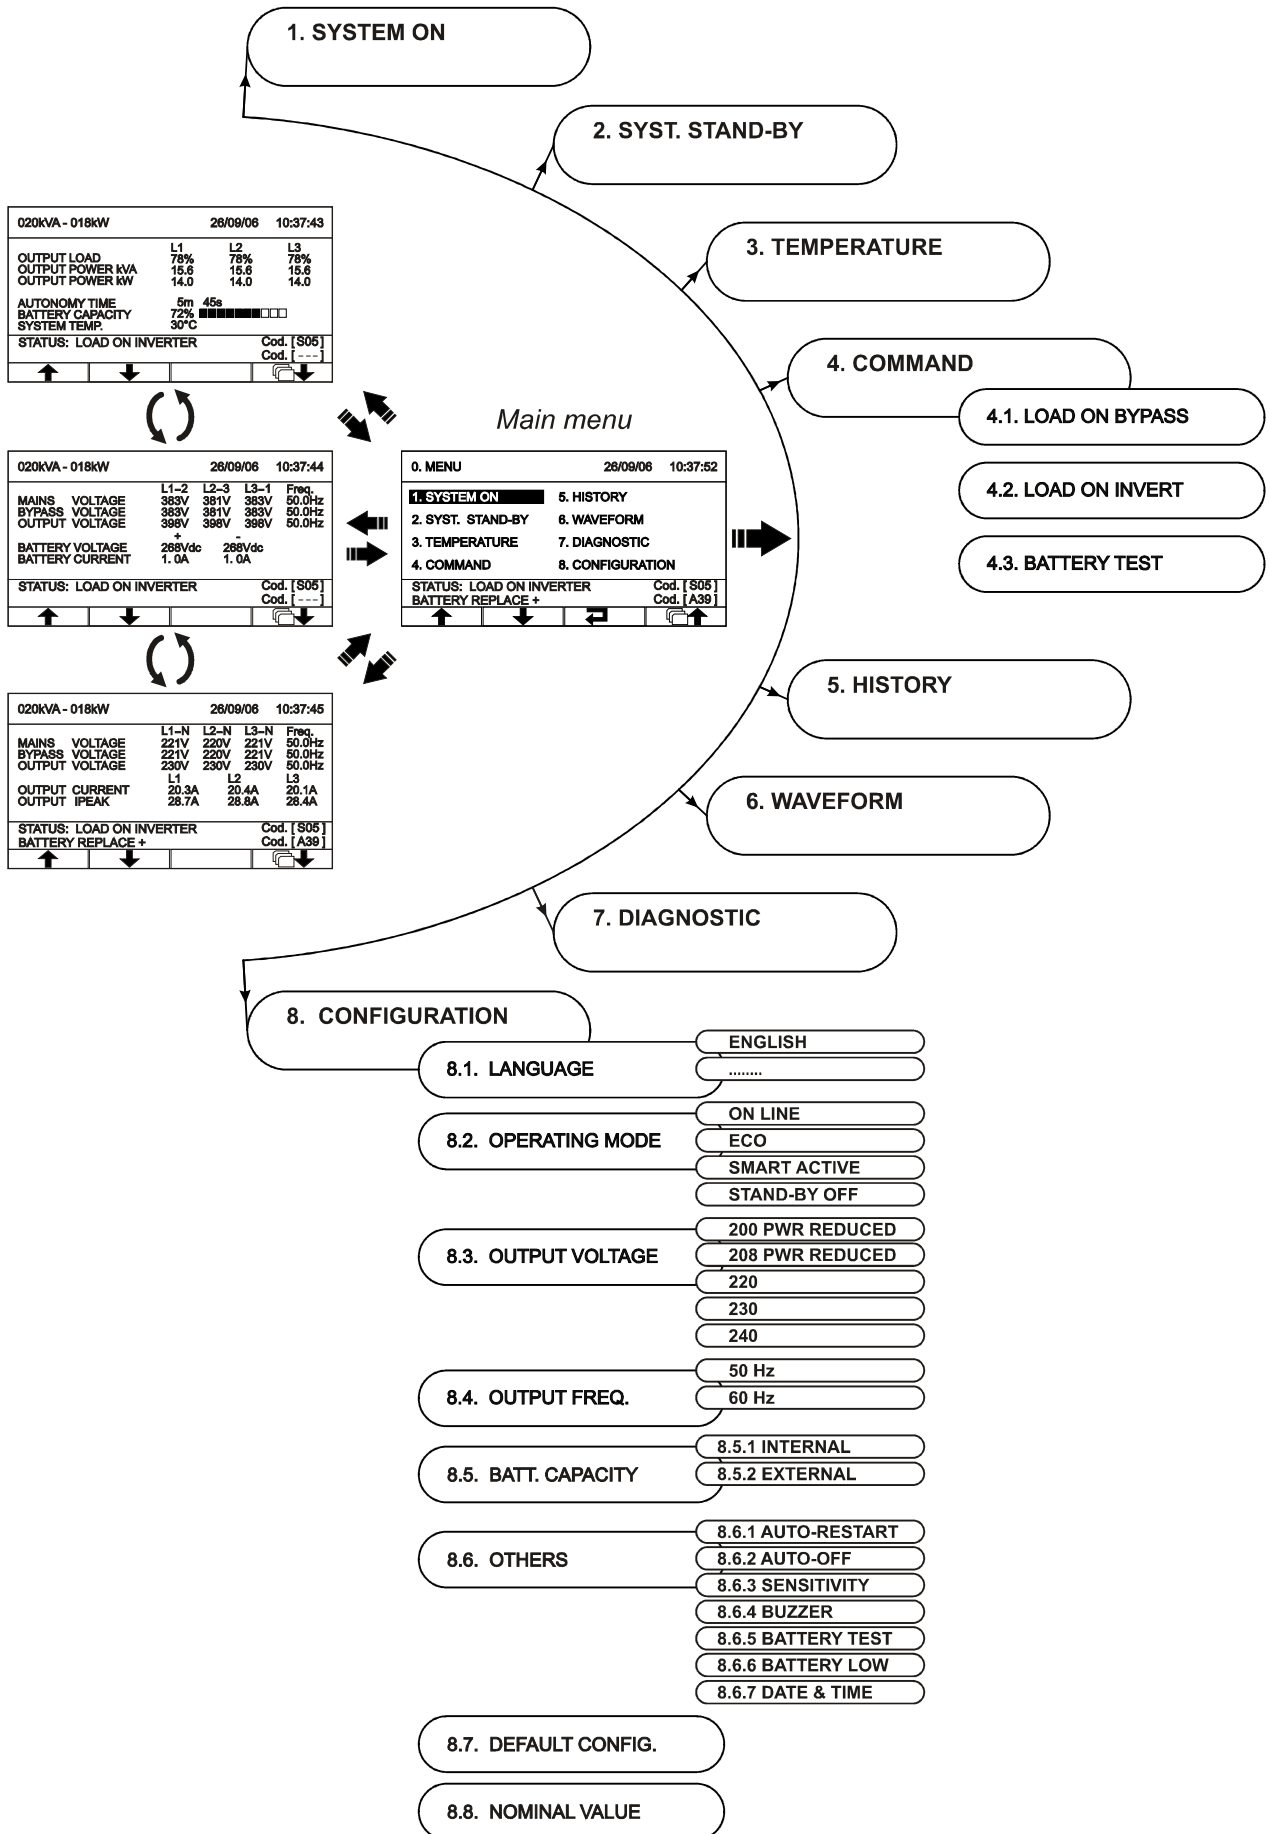 1. SYSTEM ON
2. SYST. STAND-BY
3. TEMPERATURE
4. COMMAND
4.1. LOAD ON BYPASS
4.2. LOAD ON INVERT
4.3. BATTERY TEST
020kVA - 018kW 26/09/06 10:37:43
L1 L2 L3
OUTPUT LOAD 78% 78% 78%
OUTPUT POWER kVA 15.6 15.6 15.6
OUTPUT POWER kW 14.0 14.0 14.0
AUTONOMY TIME 5m 45s
BATTERY CAPACITY 72%
SYSTEM TEMP. 30°C
STATUS: LOAD ON INVERTER Cod. [S05]
Cod. [---]
020kVA - 018kW 26/09/06 10:37:44
L1-2 L2-3 L3-1 Freq.
MAINS VOLTAGE 383V 381V 383V 50.0Hz
BYPASS VOLTAGE 383V 381V 383V 50.0Hz
OUTPUT VOLTAGE 398V 398V 398V 50.0Hz
+ -
BATTERY VOLTAGE 268Vdc 268Vdc
BATTERY CURRENT 1. 0A 1. 0A
STATUS: LOAD ON INVERTER Cod. [S05]
Cod. [---]
020kVA - 018kW 26/09/06 10:37:45
L1-N L2-N L3-N Freq.
MAINS VOLTAGE 221V 220V 221V 50.0Hz
BYPASS VOLTAGE 221V 220V 221V 50.0Hz
OUTPUT VOLTAGE 230V 230V 230V 50.0Hz
L1 L2 L3
OUTPUT CURRENT 20.3A 20.4A 20.1A
OUTPUT IPEAK 28.7A 28.8A 28.4A
STATUS: LOAD ON INVERTER Cod. [S05]
BATTERY REPLACE + Cod. [A39]
Main menu
0. MENU 26/09/06 10:37:52
1. SYSTEM ON 5. HISTORY
2. SYST. STAND-BY 6. WAVEFORM
3. TEMPERATURE 7. DIAGNOSTIC
4. COMMAND 8. CONFIGURATION
STATUS: LOAD ON INVERTER Cod. [S05]
BATTERY REPLACE + Cod. [A39]
5. HISTORY
6. WAVEFORM
7. DIAGNOSTIC
8. CONFIGURATION
8.1. LANGUAGE
ENGLISH
........
8.2. OPERATING MODE
ON LINE
ECO
SMART ACTIVE
STAND-BY OFF
8.3. OUTPUT VOLTAGE
200 PWR REDUCED
208 PWR REDUCED
220
230
240
8.4. OUTPUT FREQ.
50 Hz
60 Hz
8.5. BATT. CAPACITY
8.5.1 INTERNAL
8.5.2 EXTERNAL
8.6. OTHERS
8.6.1 AUTO-RESTART
8.6.2 AUTO-OFF
8.6.3 SENSITIVITY
8.6.4 BUZZER
8.6.5 BATTERY TEST
8.6.6 BATTERY LOW
8.6.7 DATE & TIME
8.7. DEFAULT CONFIG.
8.8. NOMINAL VALUE